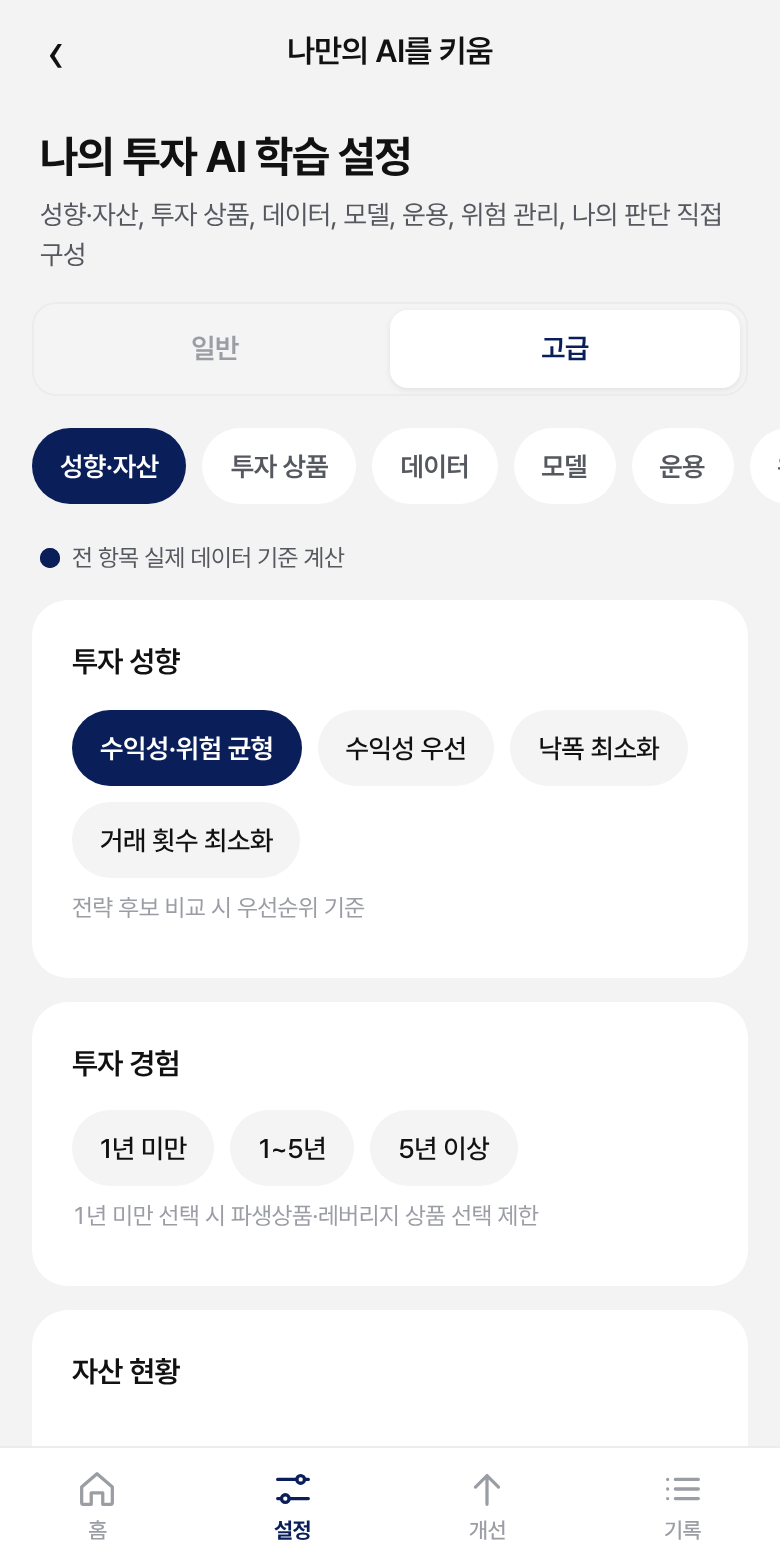 나만의 AI를 키움
나의 투자 AI 학습 설정
성향·자산, 투자 상품, 데이터, 모델, 운용, 위험 관리, 나의 판단 직접
구성
일반 고급
성향·자산 투자 상품 데이터 모델 운용
전 항목 실제 데이터 기준 계산
투자 성향
수익성·위험 균형 수익성 우선 낙폭 최소화
거래 횟수 최소화
전략 후보 비교 시 우선순위 기준
투자 경험
1년 미만 1~5년 5년 이상
1년 미만 선택 시 파생상품·레버리지 상품 선택 제한
자산 현황
홈 설정 개선 기록